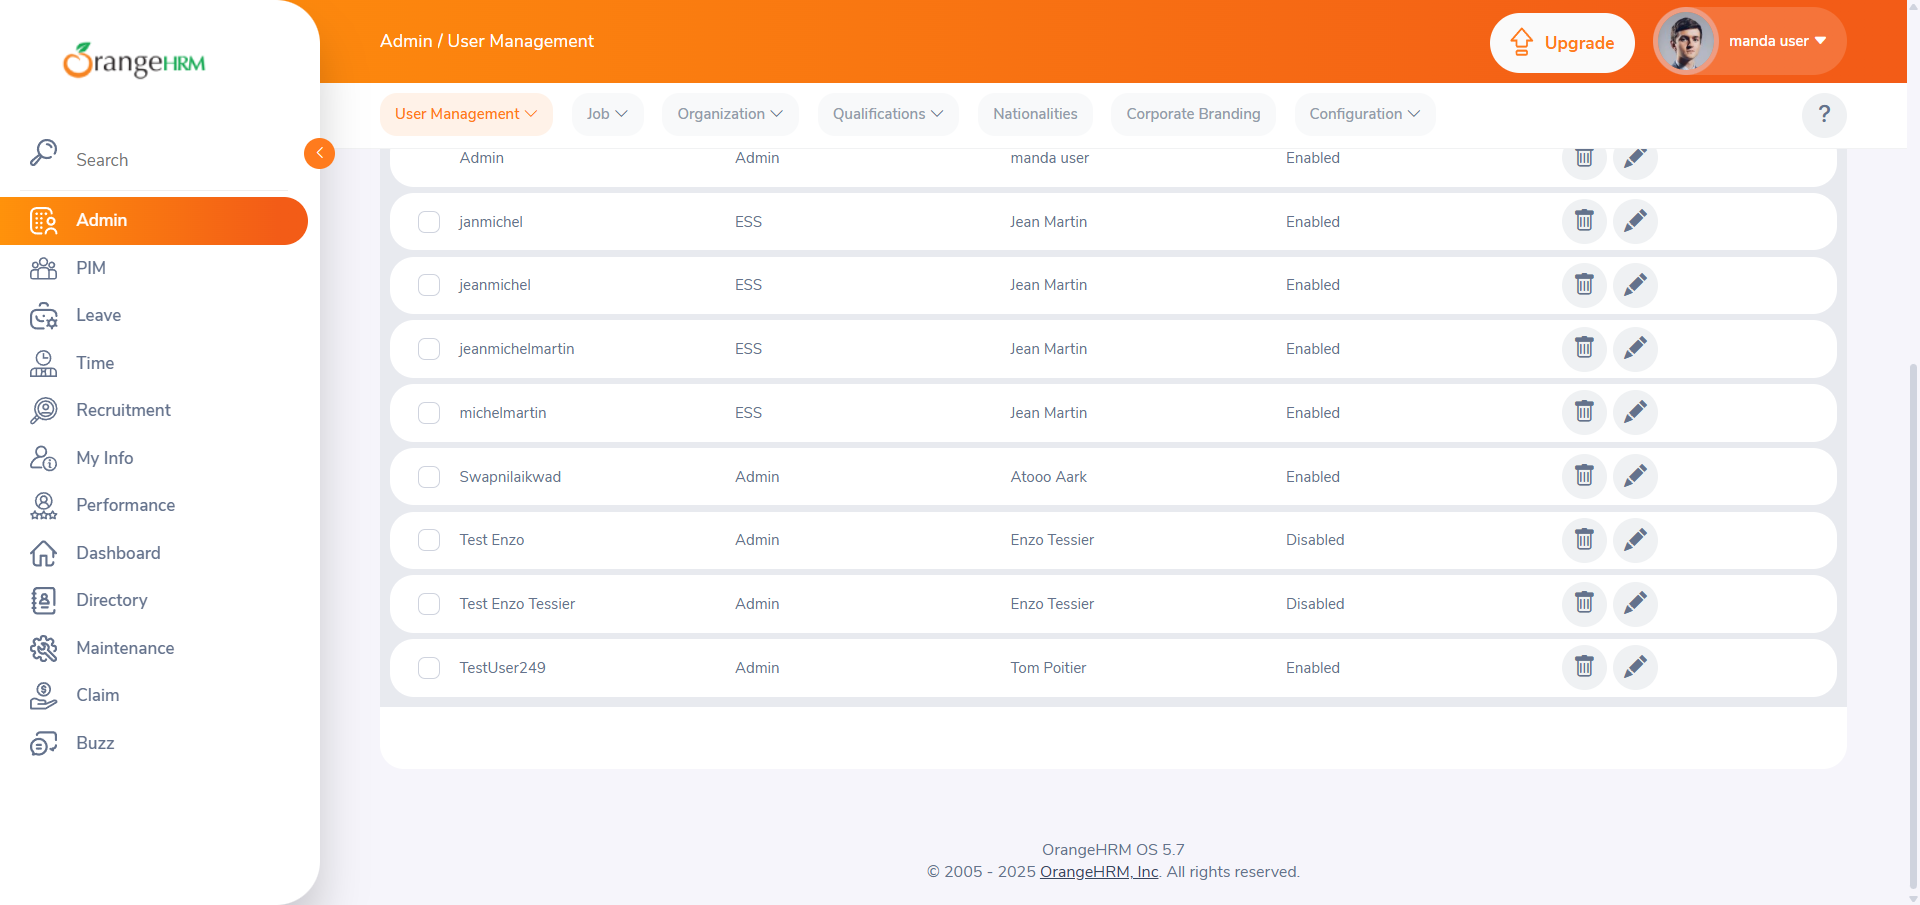 OrangeHRM
Admin / User Management
Upgrade
manda user
User Management
Job
Organization
Qualifications
Nationalities
Corporate Branding
Configuration
?
Search
Admin
PIM
Leave
Time
Recruitment
My Info
Performance
Dashboard
Directory
Maintenance
Claim
Buzz
Admin Admin manda user Enabled
janmichel ESS Jean Martin Enabled
jeanmichel ESS Jean Martin Enabled
jeanmichelmartin ESS Jean Martin Enabled
michelmartin ESS Jean Martin Enabled
Swapnilaikwad Admin Atooo Aark Enabled
Test Enzo Admin Enzo Tessier Disabled
Test Enzo Tessier Admin Enzo Tessier Disabled
TestUser249 Admin Tom Poitier Enabled
OrangeHRM OS 5.7
© 2005 - 2025 OrangeHRM, Inc. All rights reserved.